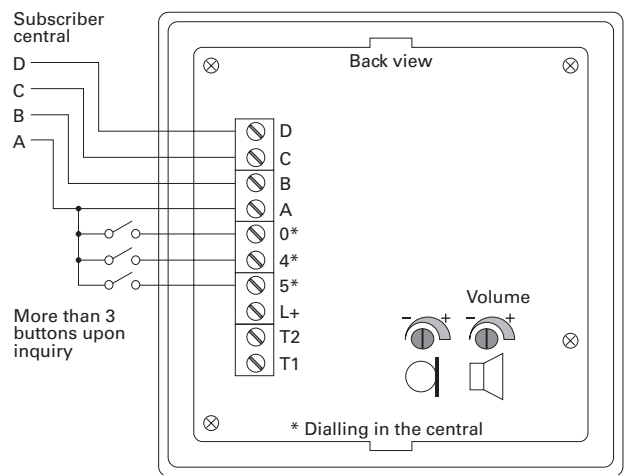 Subscriber
central
D
C
B
A
Back view
D
C
B
A
0*
4*
5*
L+
T2
T1
More than 3
buttons upon
inquiry
Volume
- +
- +
* Dialling in the central